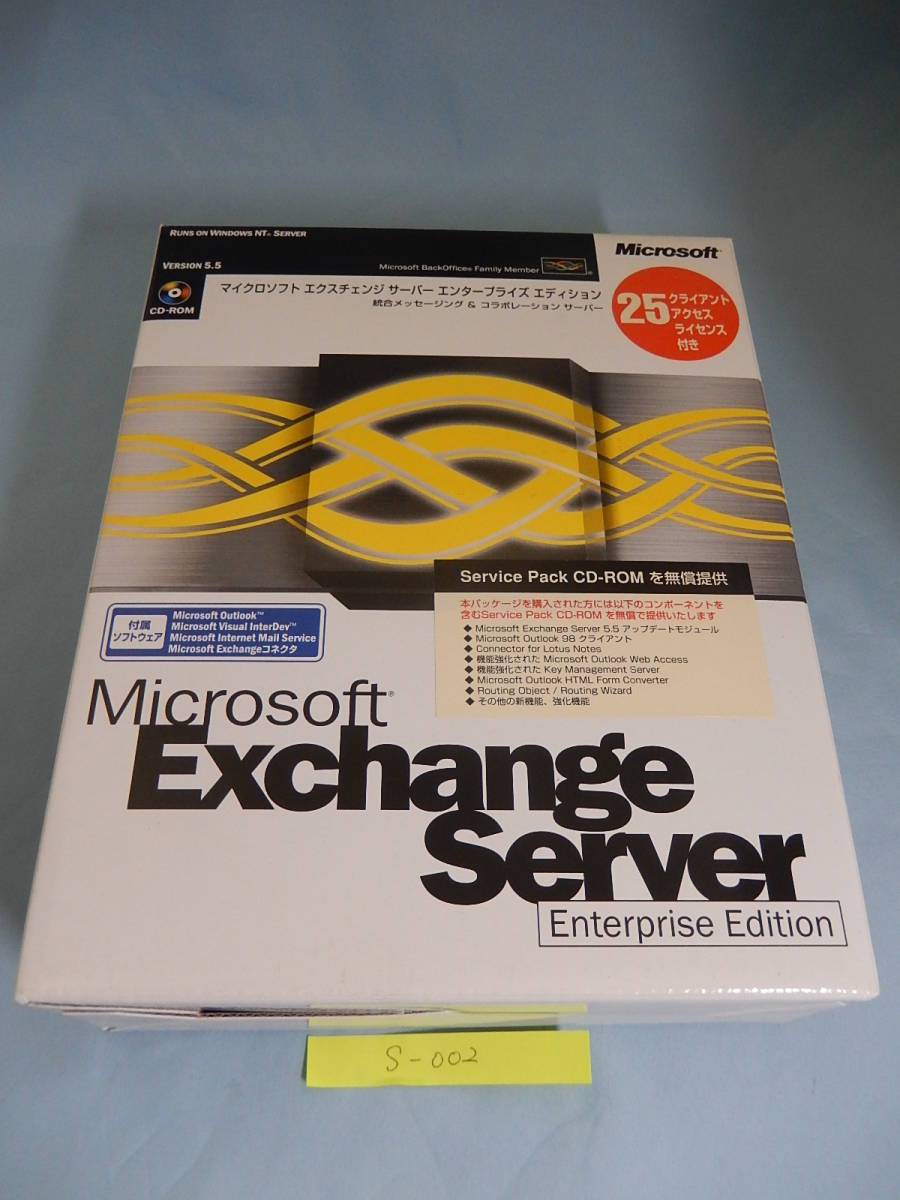 RUNS ON WINDOWS NT® SERVER
VERSION 5.5
CD-ROM
Microsoft BackOffice® Family Member
®
Microsoft®
マイクロソフト エクスチェンジ サーバー エンタープライズ エディション
統合メッセージング & コラボレーション サーバー
25 クライアント
アクセス
ライセンス
付き
Service Pack CD-ROM を無償提供
本パッケージを購入された方には以下のコンポーネントを
含むService Pack CD-ROM を無償で提供いたします
◆ Microsoft Exchange Server 5.5 アップデートモジュール
◆ Microsoft Outlook 98 クライアント
◆ Connector for Lotus Notes
◆ 機能強化された Microsoft Outlook Web Access
◆ 機能強化された Key Management Server
◆ Microsoft Outlook HTML Form Converter
◆ Routing Object / Routing Wizard
◆ その他の新機能、強化機能
付属
ソフトウェア
Microsoft Outlook™
Microsoft Visual InterDev™
Microsoft Internet Mail Service
Microsoft Exchangeコネクタ
Microsoft®
Exchange
Server
Enterprise Edition
S-002